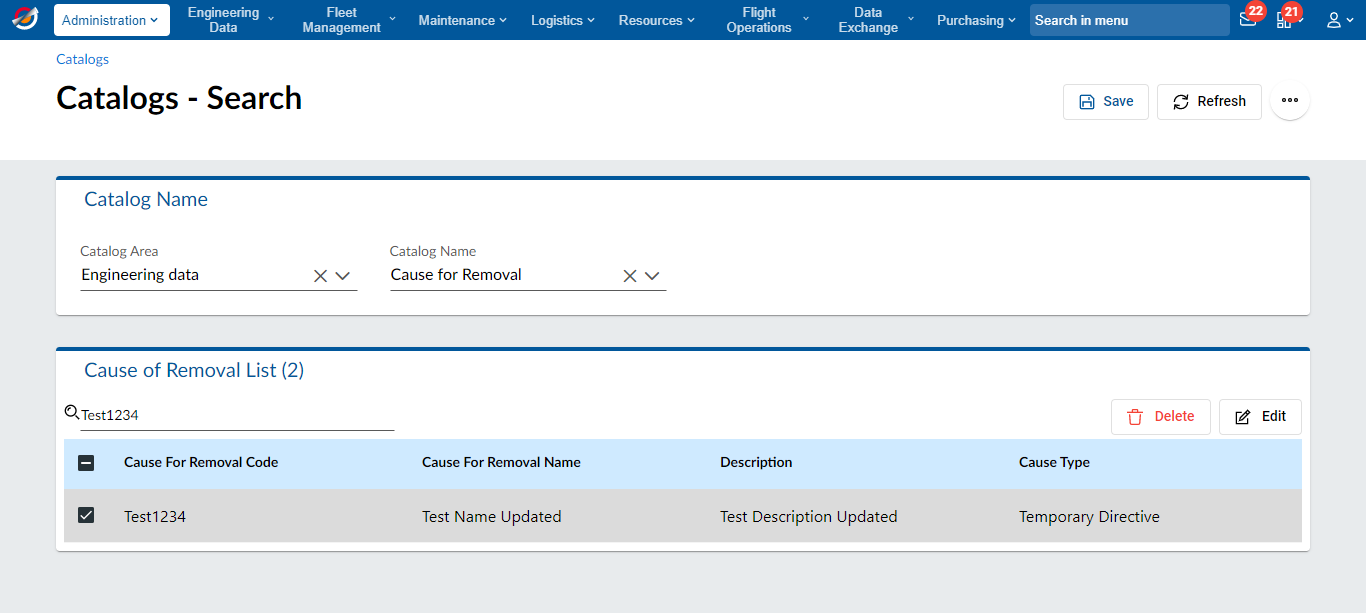 Administration
Engineering
Data
Fleet
Management
Maintenance
Logistics
Resources
Flight
Operations
Data
Exchange
Purchasing
Search in menu
22
21
Catalogs
Catalogs - Search
Save
Refresh
Catalog Name
Catalog Area
Catalog Name
Engineering data
Cause for Removal
Cause of Removal List (2)
Test1234
Delete
Edit
Cause For Removal Code
Cause For Removal Name
Description
Cause Type
Test1234
Test Name Updated
Test Description Updated
Temporary Directive